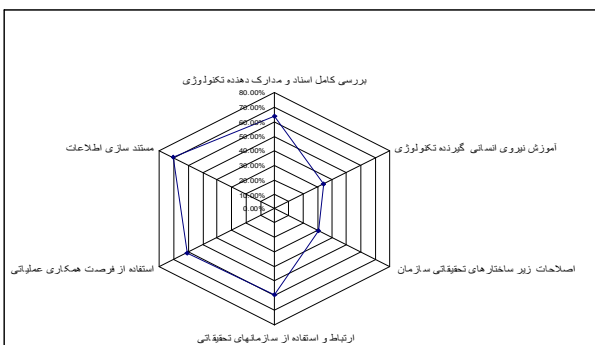 بررسی کامل اسناد و مدارک دهنده تکنولوژی
80.00%
70.00%
60.00%
50.00%
40.00%
30.00%
20.00%
10.00%
0.00%
آموزش نیروی انسانی گیرنده تکنولوژی
مستند سازی اطلاعات
اصلاحات زیر ساختارهای تحقیقاتی سازمان
استفاده از فرصت همکاری عملیاتی
ارتباط و استفاده از سازمانهای تحقیقاتی